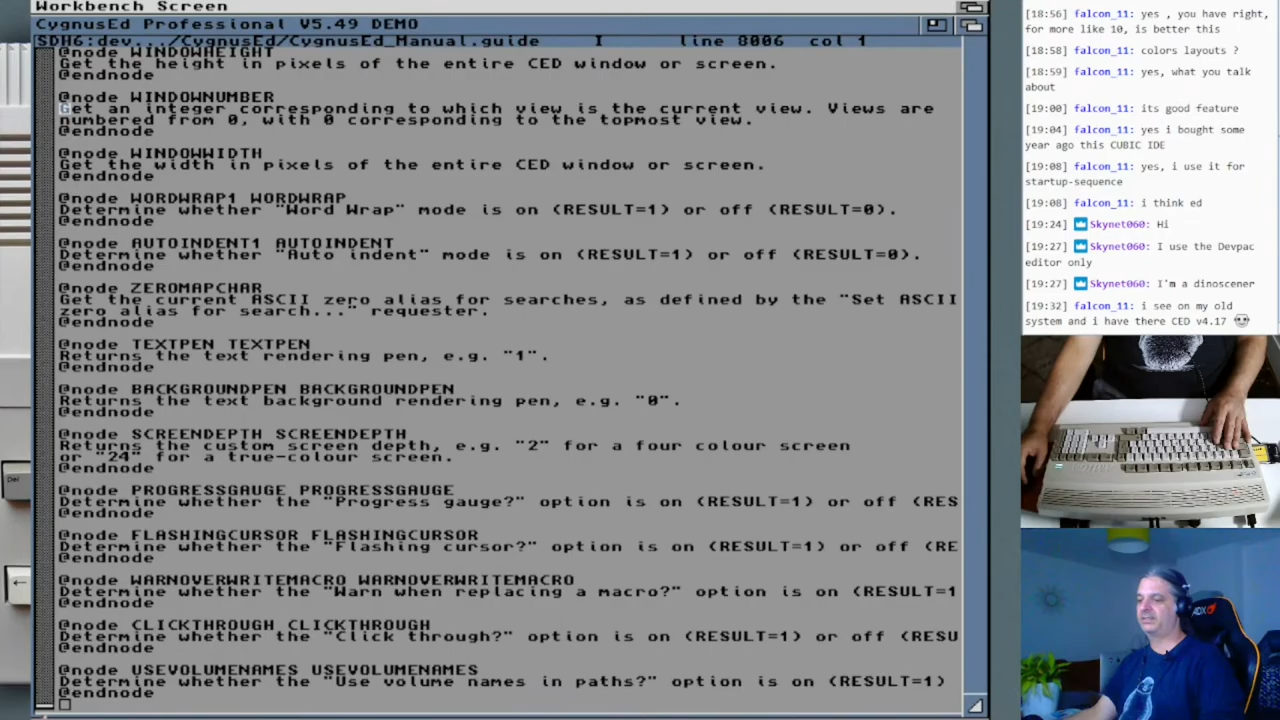 Workbench Screen
CygnusEd Professional V5.49 DEMO
SDH6:dev.../CygnusEd/CygnusEd_Manual.guide I line 8006 col 1
@node WINDOWHEIGHT
Get the height in pixels of the entire CED window or screen.
@endnode
@node WINDOWNUMBER
Get an integer corresponding to which view is the current view. Views are
numbered from 0, with 0 corresponding to the topmost view.
@endnode
@node WINDOWWIDTH
Get the width in pixels of the entire CED window or screen.
@endnode
@node WORDWRAP1 WORDWRAP
Determine whether "Word Wrap" mode is on (RESULT=1) or off (RESULT=0).
@endnode
@node AUTOINDENT1 AUTOINDENT
Determine whether "Auto indent" mode is on (RESULT=1) or off (RESULT=0).
@endnode
@node ZEROMAPCHAR
Get the current ASCII zero alias for searches, as defined by the "Set ASCII
zero alias for search..." requester.
@endnode
@node TEXTPEN TEXTPEN
Returns the text rendering pen, e.g. "1".
@endnode
@node BACKGROUNDPEN BACKGROUNDPEN
Returns the text background rendering pen, e.g. "0".
@endnode
@node SCREENDEPTH SCREENDEPTH
Returns the custom screen depth, e.g. "2" for a four colour screen
or "24" for a true-colour screen.
@endnode
@node PROGRESSGAUGE PROGRESSGAUGE
Determine whether the "Progress gauge?" option is on (RESULT=1) or off (RES
@endnode
@node FLASHINGCURSOR FLASHINGCURSOR
Determine whether the "Flashing cursor?" option is on (RESULT=1) or off (RE
@endnode
@node WARNOVERWRITEMACRO WARNOVERWRITEMACRO
Determine whether the "Warn when replacing a macro?" option is on (RESULT=1
@endnode
@node CLICKTHROUGH CLICKTHROUGH
Determine whether the "Click through?" option is on (RESULT=1) or off (RESU
@endnode
@node USEVOLUMENAMES USEVOLUMENAMES
Determine whether the "Use volume names in paths?" option is on (RESULT=1)
@endnode
Del
[18:56] falcon_11: yes , you have right,
for more like 10, is better this
[18:58] falcon_11: colors layouts ?
[18:59] falcon_11: yes, what you talk
about
[19:00] falcon_11: its good feature
[19:04] falcon_11: yes i bought some
year ago this CUBIC IDE
[19:08] falcon_11: yes, i use it for
startup-sequence
[19:08] falcon_11: i think ed
[19:24] Skynet060: Hi
[19:27] Skynet060: I use the Devpac
editor only
[19:27] Skynet060: I'm a dinoscener
[19:32] falcon_11: i see on my old
system and i have there CED v4.17
ADX